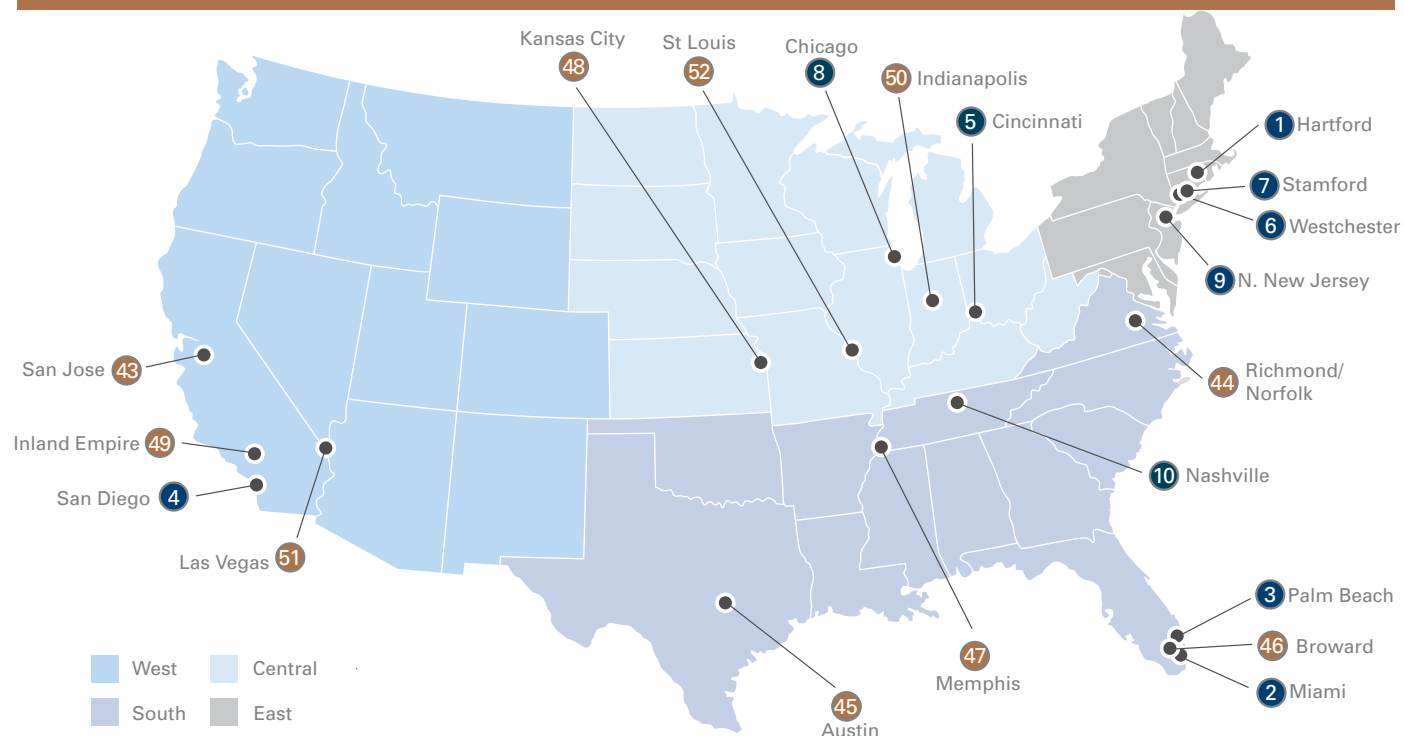 Kansas City
48
St Louis
52
Chicago
8
50 Indianapolis
5 Cincinnati
1 Hartford
7 Stamford
6 Westchester
9 N. New Jersey
San Jose 43
44 Richmond/
Norfolk
Inland Empire 49
San Diego 4
10 Nashville
Las Vegas 51
3 Palm Beach
46 Broward
2 Miami
47
Memphis
45
Austin
West
Central
South
East